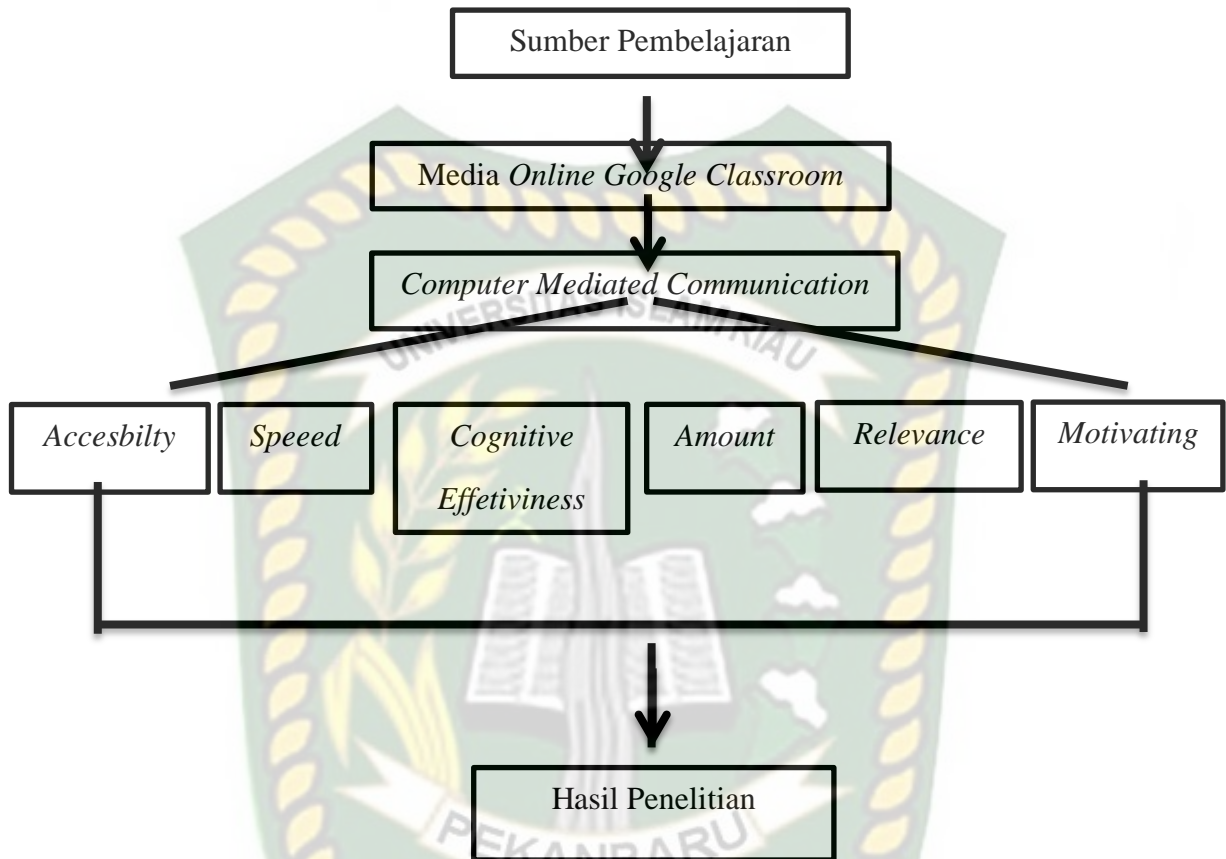 Sumber Pembelajaran
Media Online Google Classroom
Computer Mediated Communication
UNIVERSITAS ISLAM RIAU
Accesbilty
Speeed
Cognitive
Effetiviness
Amount
Relevance
Motivating
Hasil Penelitian
PEKANBARU